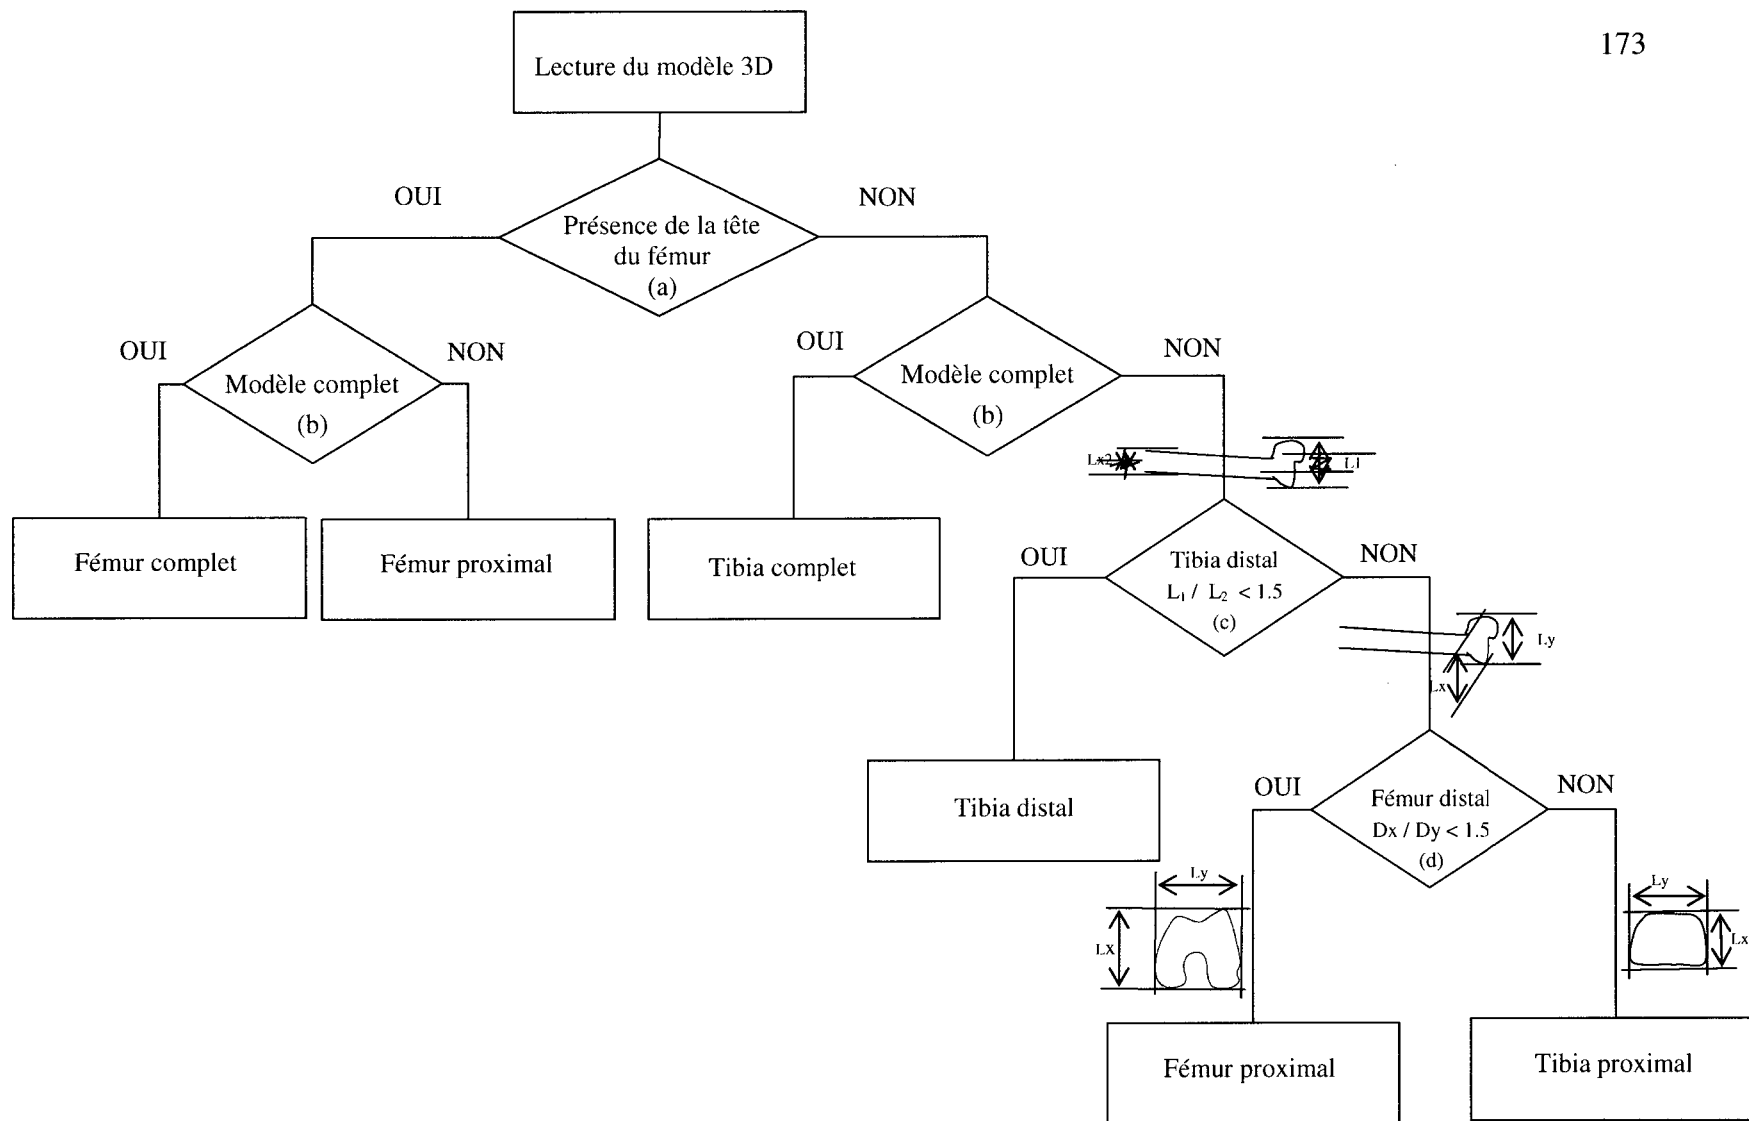 173
Lecture du modèle 3D
OUI
NON
Présence de la tête
du fémur
(a)
OUI
NON
Modèle complet
(b)
OUI
NON
Modèle complet
(b)
Fémur complet
Fémur proximal
Tibia complet
Lx2
L1
OUI
NON
Tibia distal
L₁ / L₂ < 1.5
(c)
Ly
Lx
Tibia distal
OUI
NON
Fémur distal
Dx / Dy < 1.5
(d)
Ly
Lx
Ly
Lx
Fémur proximal
Tibia proximal